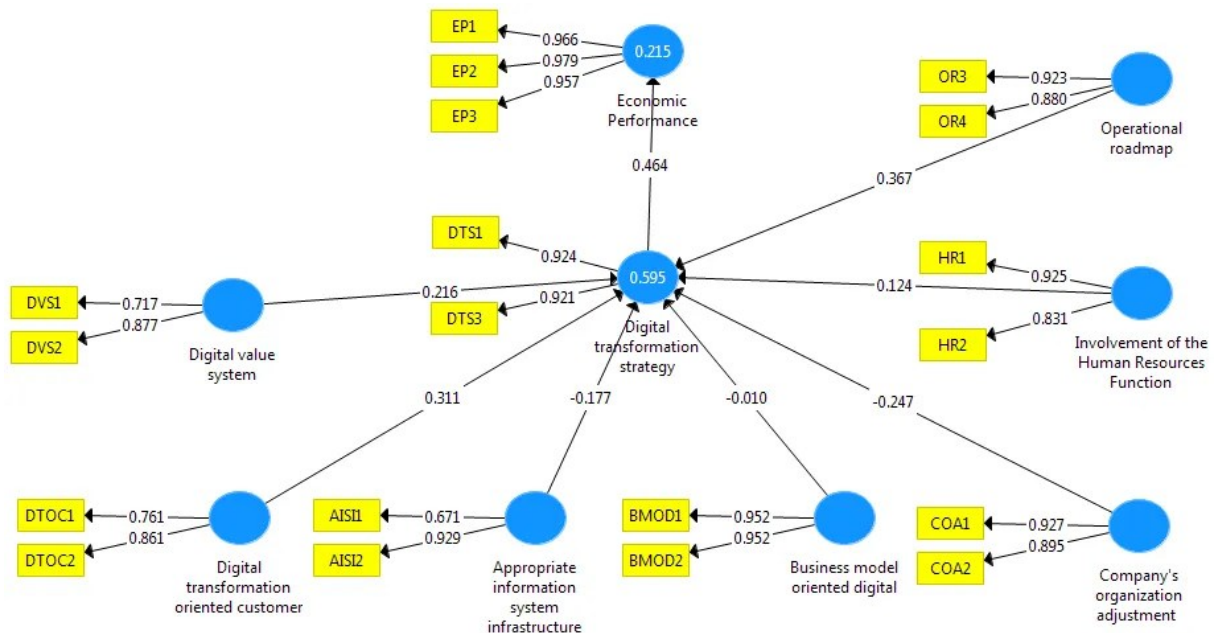 EP1
0.966
EP2
0.979
EP3
0.957
0.215
Economic
Performance
OR3
0.923
OR4
0.880
Operational
roadmap
0.464
0.367
DTS1
0.924
DTS3
0.921
0.595
Digital
transformation
strategy
HR1
0.925
HR2
0.831
0.124
Involvement of the
Human Resources
Function
DVS1
0.717
DVS2
0.877
Digital value
system
0.216
0.311
-0.177
-0.010
-0.247
DTOC1
0.761
DTOC2
0.861
Digital
transformation
oriented customer
AISI1
0.671
AISI2
0.929
Appropriate
information
system
infrastructure
BMOD1
0.952
BMOD2
0.952
Business model
oriented digital
COA1
0.927
COA2
0.895
Company's
organization
adjustment